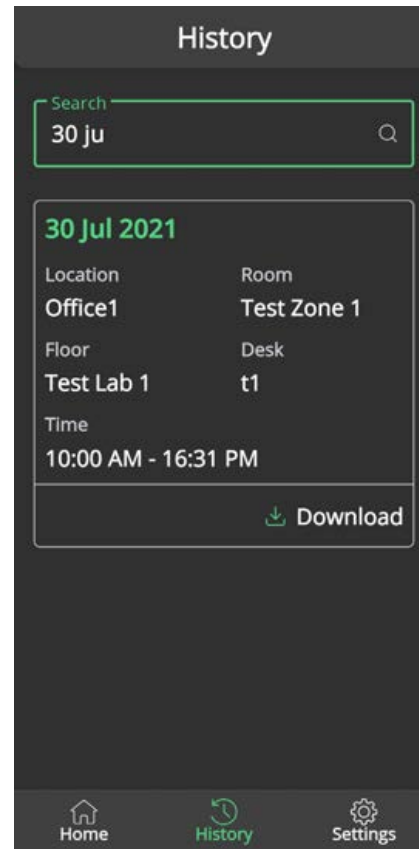 History
Search
30 ju
30 Jul 2021
Location Room
Office1 Test Zone 1
Floor Desk
Test Lab 1 t1
Time
10:00 AM - 16:31 PM
Download
Home History Settings